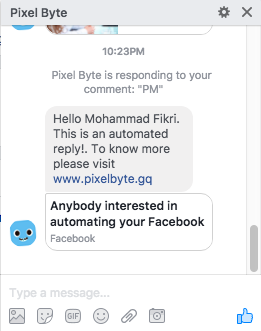 Pixel Byte
10:23PM
Pixel Byte is responding to your
comment: "PM"
Hello Mohammad Fikri.
This is an automated
reply!. To know more
please visit
www.pixelbyte.gq
Anybody interested in
automating your Facebook
Facebook
Type a message...
GIF